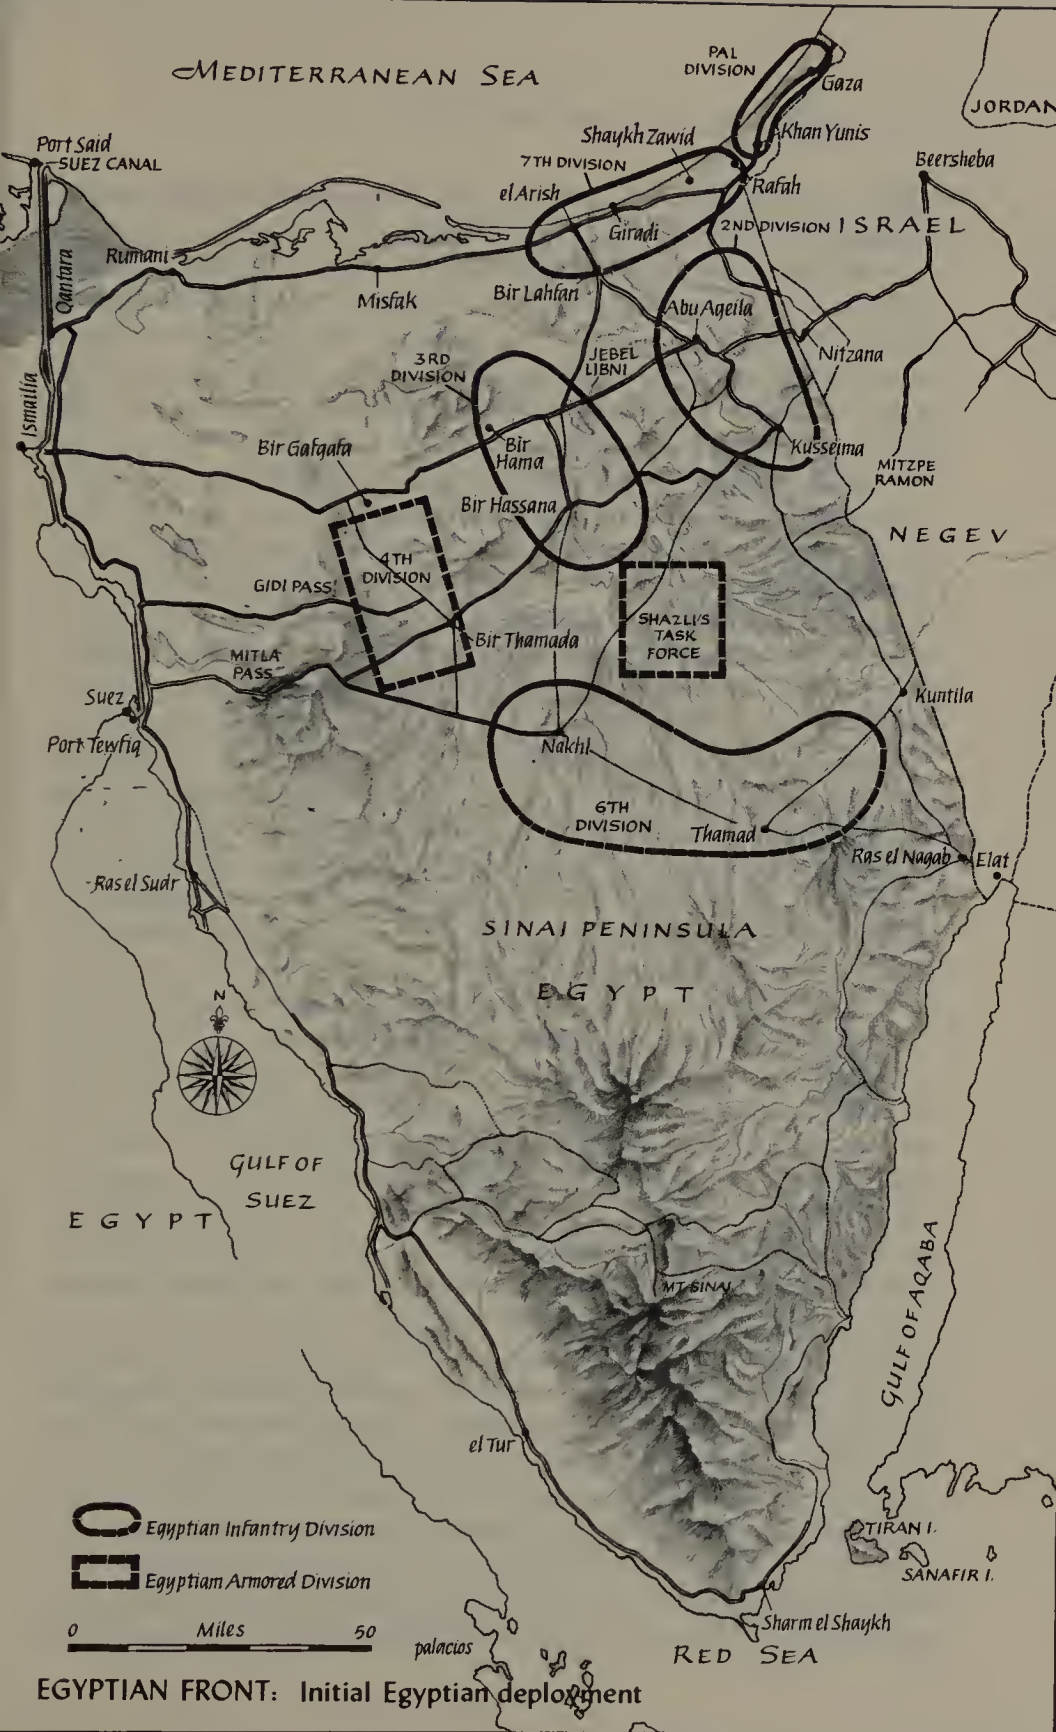 PAL
DIVISION
MEDITERRANEAN SEA
Gaza
JORDAN
Khan Yunis
Shaykh Zawid
Port Said
SUEZ CANAL
7TH DIVISION
Beersheba
el Arish
Rafah
Giradi
2ND DIVISION
ISRAEL
Rumani
Qantara
Misfak
Bir Lahfan
Abu Ageila
3RD
DIVISION
JEBEL
LIBNI
Nitzana
Ismailia
Bir Gafgafa
Bir
Hama
Kusseima
MITZPE
RAMON
Bir Hassana
NEGEV
4TH
DIVISION
GIDI PASS
SHAZLI'S
TASK
FORCE
Bir Thamada
MITLA
PASS
Suez
Kuntila
Port Tewfiq
Nakhl
6TH
DIVISION
Thamad
Ras el Nagab
Elat
Ras el Sudr
SINAI PENINSULA
EGYPT
N
GULF OF
SUEZ
EGYPT
GULF OF AQABA
MT SINAI
el Tur
Egyptian Infantry Division
TIRAN I.
Egyptiam Armored Division
SANAFIR I.
Sharm el Shaykh
0 Miles 50
palacios
RED SEA
EGYPTIAN FRONT: Initial Egyptian deployment